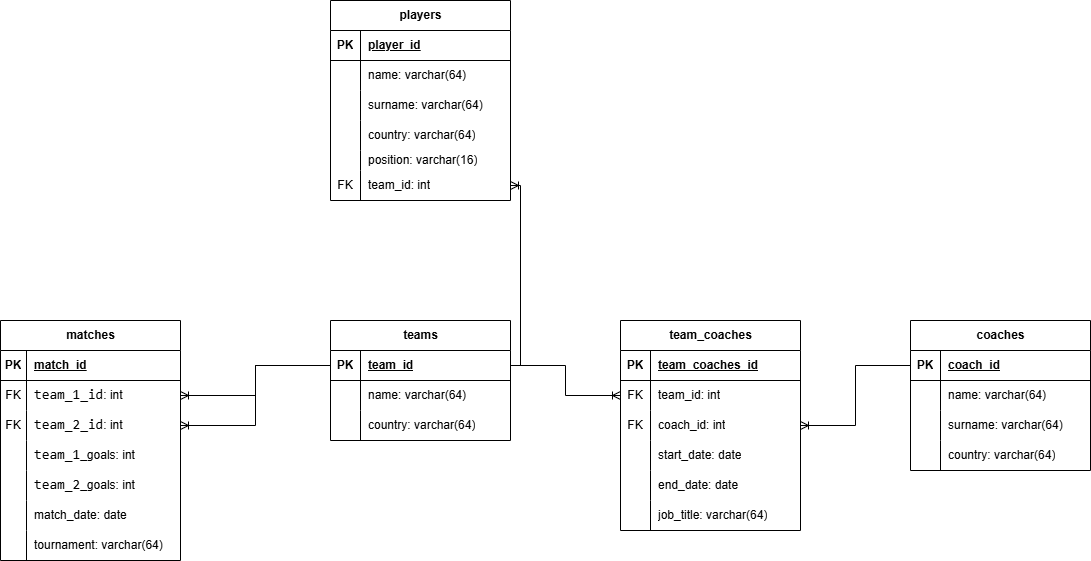 players
PK player_id
name: varchar(64)
surname: varchar(64)
country: varchar(64)
position: varchar(16)
FK team_id: int
matches
PK match_id
FK team_1_id: int
FK team_2_id: int
team_1_goals: int
team_2_goals: int
match_date: date
tournament: varchar(64)
teams
PK team_id
name: varchar(64)
country: varchar(64)
team_coaches
PK team_coaches_id
FK team_id: int
FK coach_id: int
start_date: date
end_date: date
job_title: varchar(64)
coaches
PK coach_id
name: varchar(64)
surname: varchar(64)
country: varchar(64)